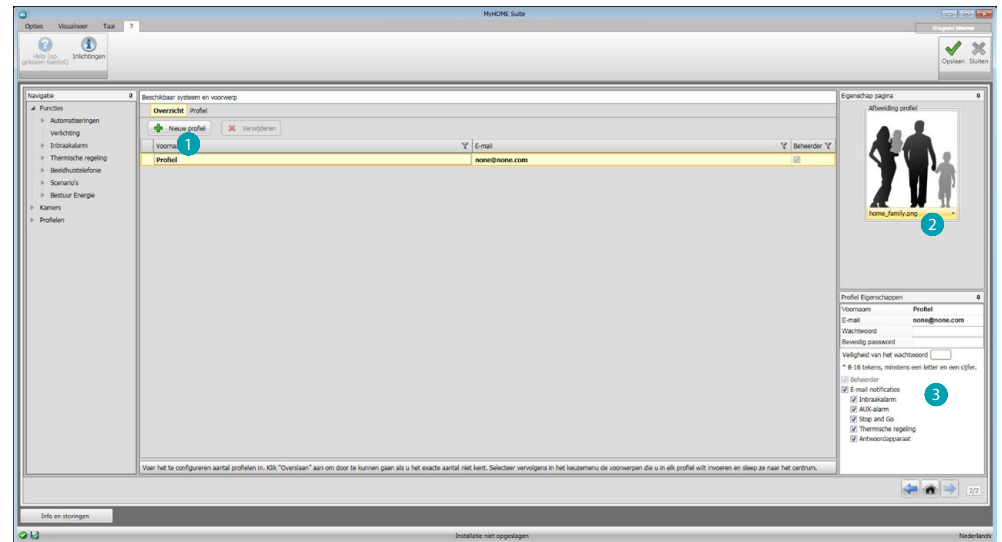 MyHOME Suite
Opties Visualiseer Taal ?
Help (op gekozen toestel)
Inlichtingen
Opslaan Sluiten
Navigatie
Functies
Automatiseringen
Verlichting
Inbraakalarm
Thermische regeling
Beeldhuistelefonie
Scenario's
Bestuur Energie
Kamers
Profielen
Beschikbaar systeem en voorwerp
Overzicht Profiel
Nieuw profiel Verwijderen
1
E-mail Beheerder
Profiel none@none.com
Voer het te configureren aantal profielen in. Klik "Overslaan" aan om door te kunnen gaan als u het exacte aantal niet kent. Selecteer vervolgens in het keuzemenu de voorwerpen die u in elk profiel wilt invoeren en sleep ze naar het centrum.
Eigenschap pagina
Afbeelding profiel
home_family.png
2
Profiel Eigenschappen
Voornaam Profiel
E-mail none@none.com
Wachtwoord
Bevestig password
Veiligheid van het wachtwoord
* 8-16 tekens, minstens een letter en een cijfer.
Beheerder
E-mail notificaties
3
Inbraakalarm
AUX-alarm
Stop and Go
Thermische regeling
Antwoordapparaat
2/2
Info en storingen
Installatie niet opgeslagen
Nederlands